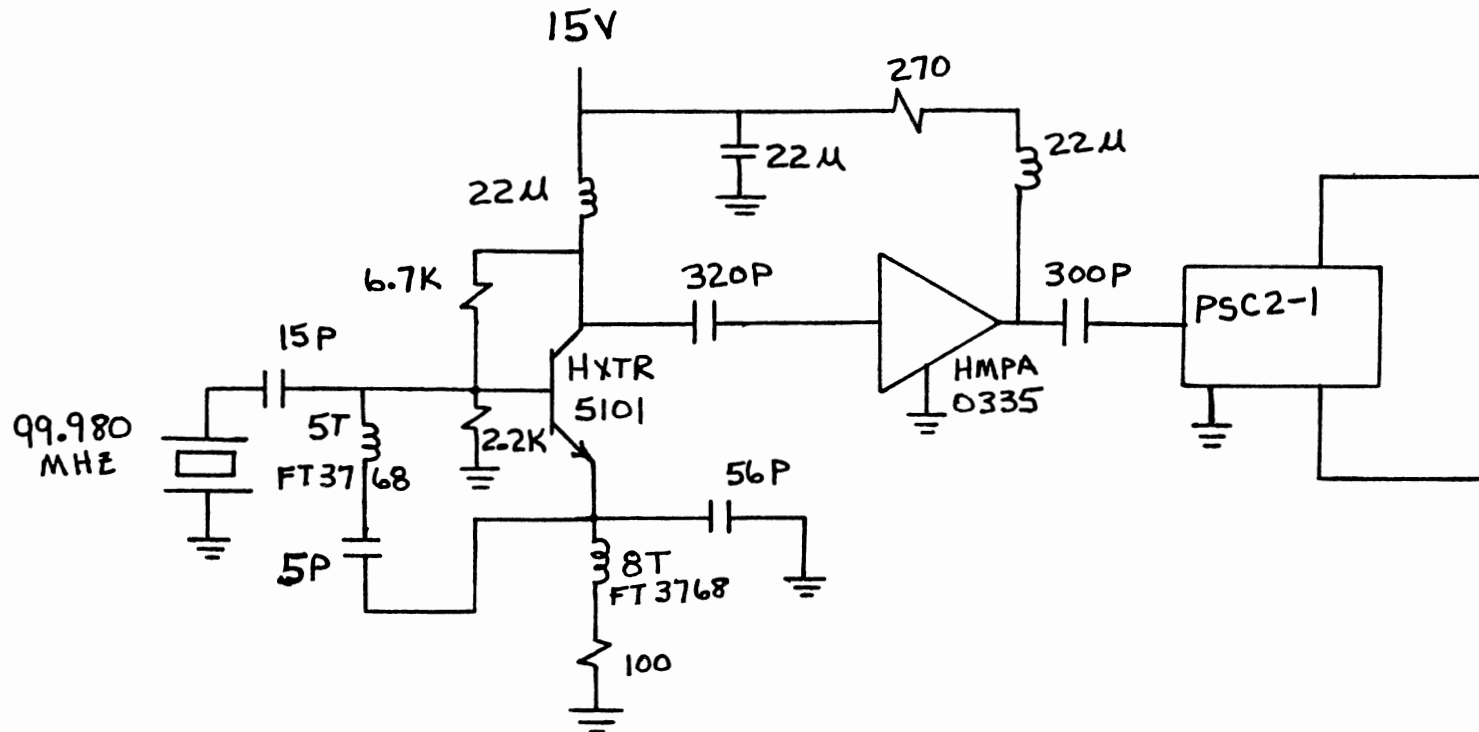 15V
270
22µ
22µ
22µ
6.7K
320P
300P
PSC2-1
15P
HXTR
5101
HMPA
0335
99.980
MHZ
5T
FT37 68
2.2K
56P
.5P
8T
FT3768
100